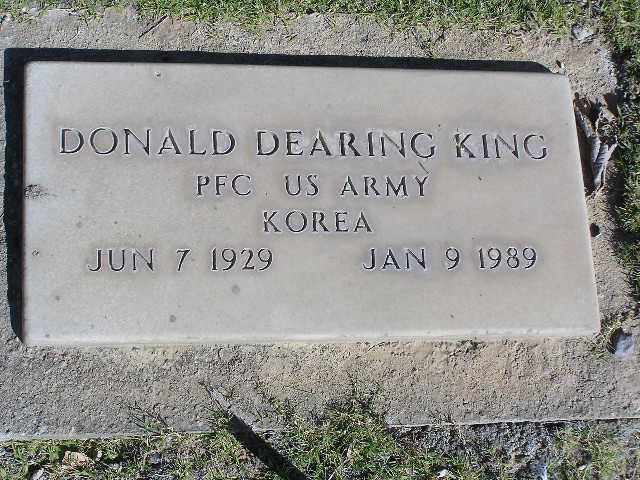 DONALD DEARING KING
PFC US ARMY
KOREA
JUN 7 1929 JAN 9 1989